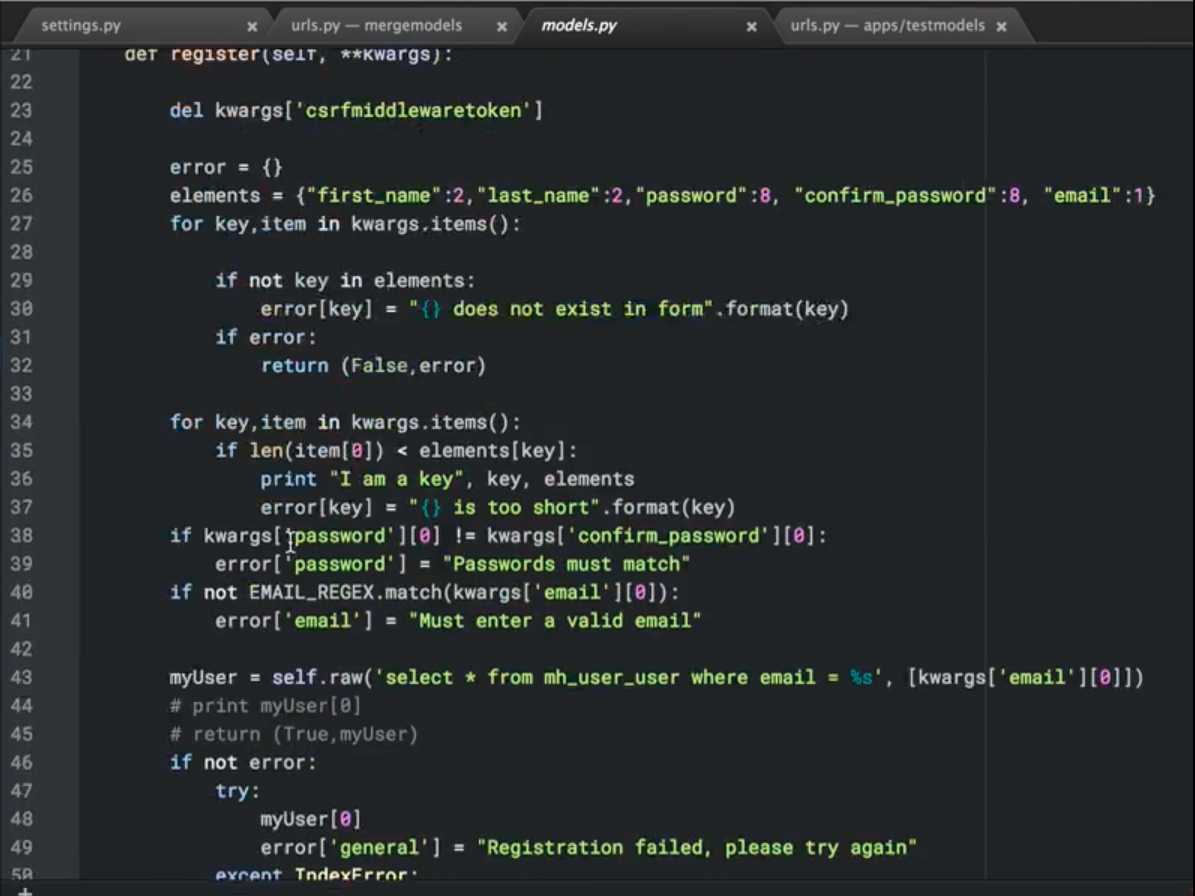 settings.py × urls.py — mergemodels × models.py × urls.py — apps/testmodels ×
21 def register(self, **kwargs):
22
23 del kwargs['csrfmiddlewaretoken']
24
25 error = {}
26 elements = {"first_name":2,"last_name":2,"password":8, "confirm_password":8, "email":1}
27 for key,item in kwargs.items():
28
29 if not key in elements:
30 error[key] = "{} does not exist in form".format(key)
31 if error:
32 return (False,error)
33
34 for key,item in kwargs.items():
35 if len(item[0]) < elements[key]:
36 print "I am a key", key, elements
37 error[key] = "{} is too short".format(key)
38 if kwargs['password'][0] != kwargs['confirm_password'][0]:
39 error['password'] = "Passwords must match"
40 if not EMAIL_REGEX.match(kwargs['email'][0]):
41 error['email'] = "Must enter a valid email"
42
43 myUser = self.raw('select * from mh_user_user where email = %s', [kwargs['email'][0]])
44 # print myUser[0]
45 # return (True,myUser)
46 if not error:
47 try:
48 myUser[0]
49 error['general'] = "Registration failed, please try again"
50 except IndexError:
+